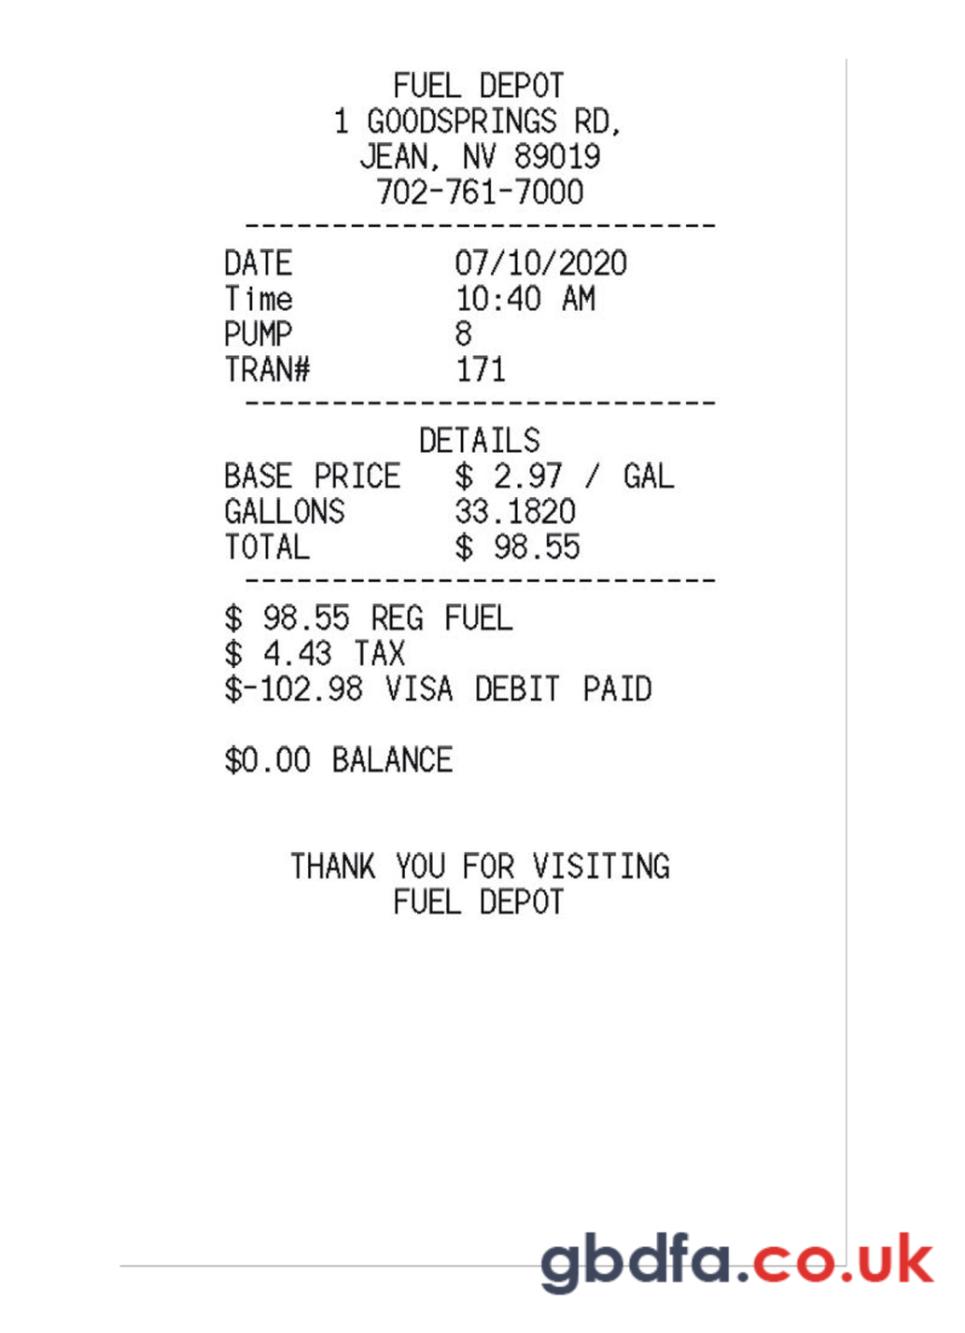 FUEL DEPOT
1 GOODSPRINGS RD,
JEAN, NV 89019
702-761-7000
---------------------------
DATE 07/10/2020
Time 10:40 AM
PUMP 8
TRAN# 171
---------------------------
DETAILS
BASE PRICE $ 2.97 / GAL
GALLONS 33.1820
TOTAL $ 98.55
---------------------------
$ 98.55 REG FUEL
$ 4.43 TAX
$-102.98 VISA DEBIT PAID
$0.00 BALANCE
THANK YOU FOR VISITING
FUEL DEPOT
gbdfa.co.uk